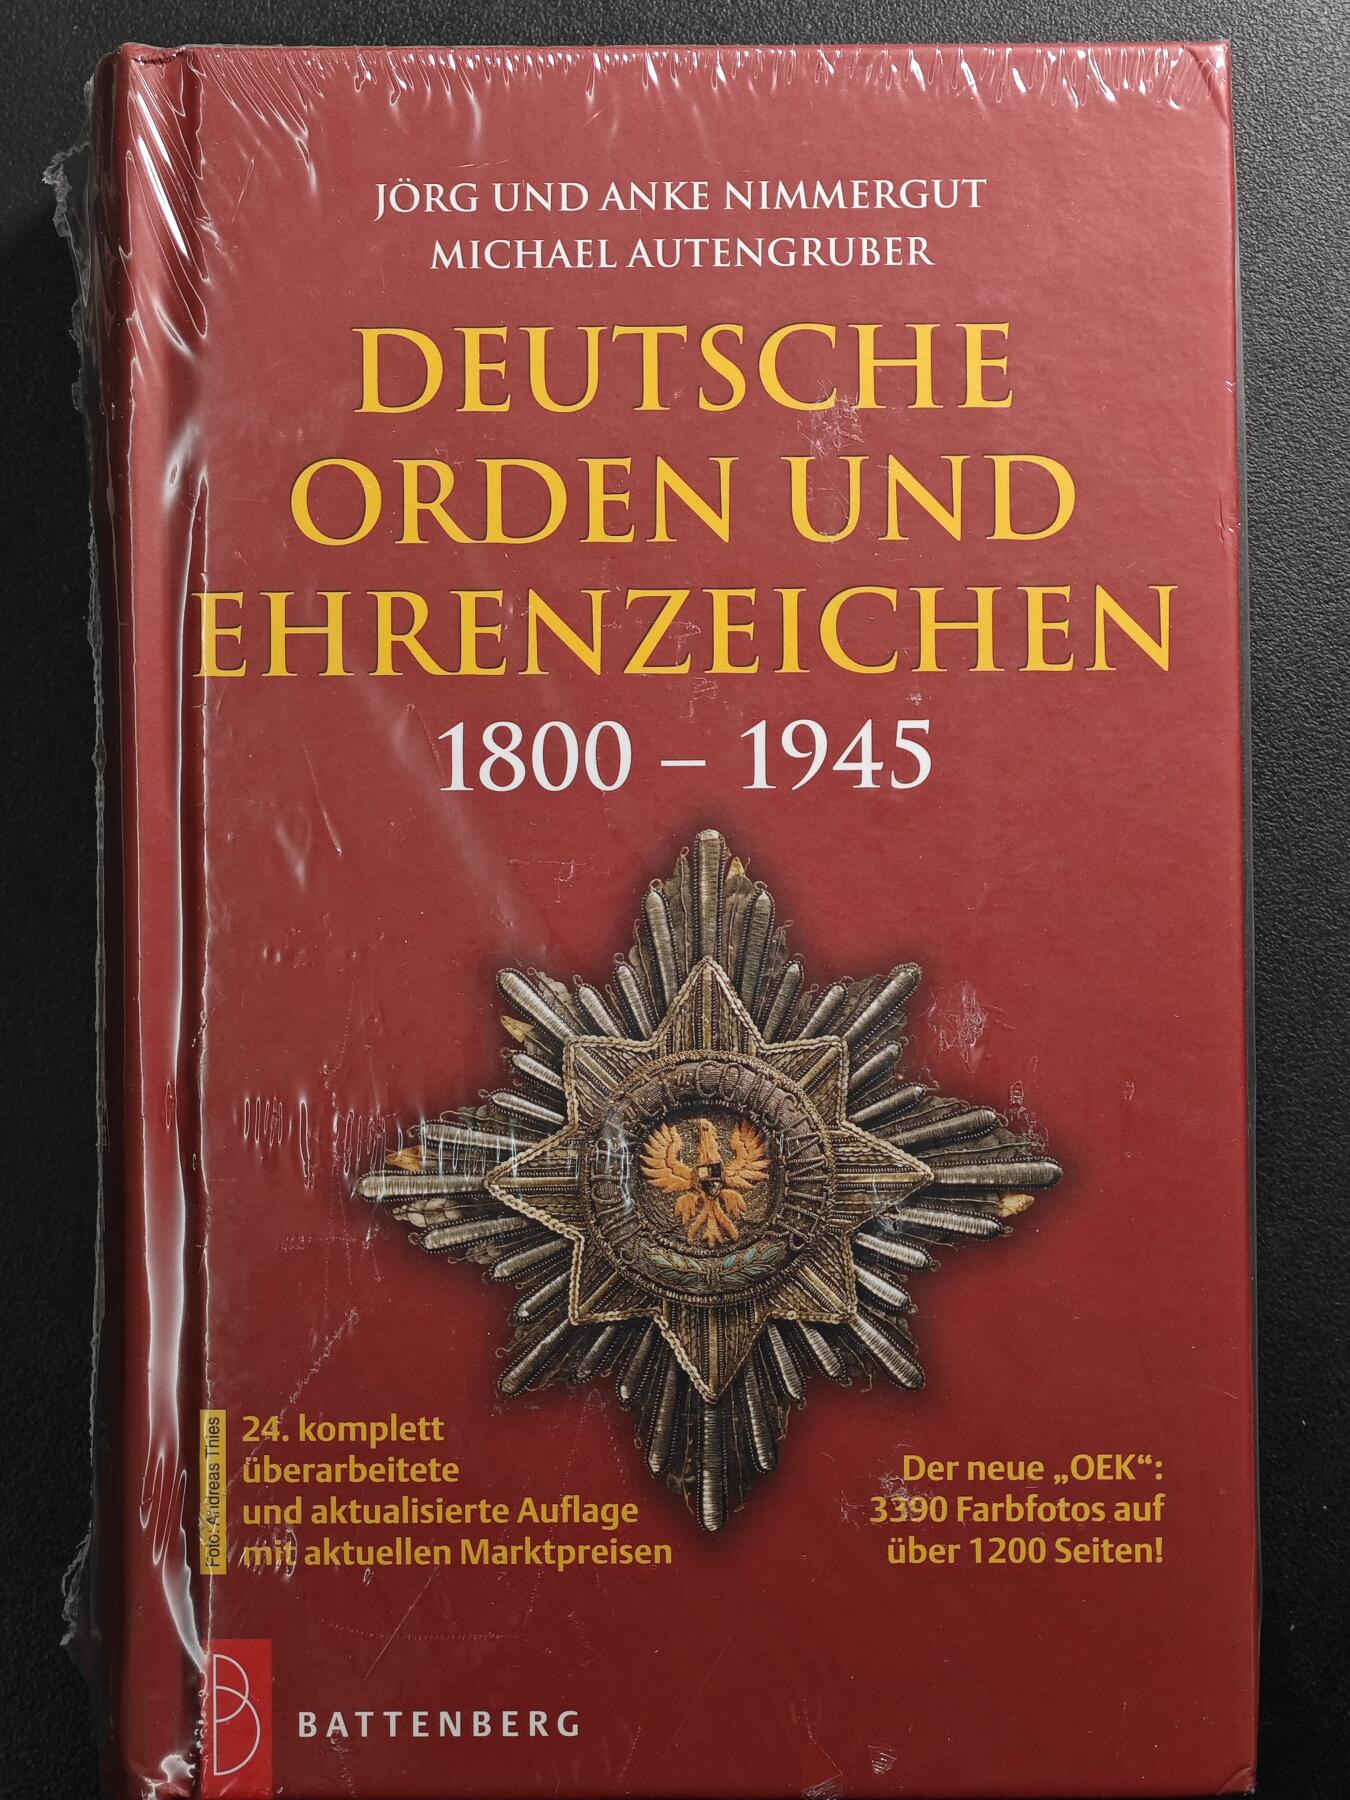 JÖRG UND ANKE NIMMERGUT
MICHAEL AUTENGRUBER
DEUTSCHE
ORDEN UND
EHRENZEICHEN
1800 – 1945
24. komplett
überarbeitete
und aktualisierte Auflage
mit aktuellen Marktpreisen
Foto: Andreas Thies
Der neue „OEK“:
3390 Farbfotos auf
über 1200 Seiten!
BATTENBERG